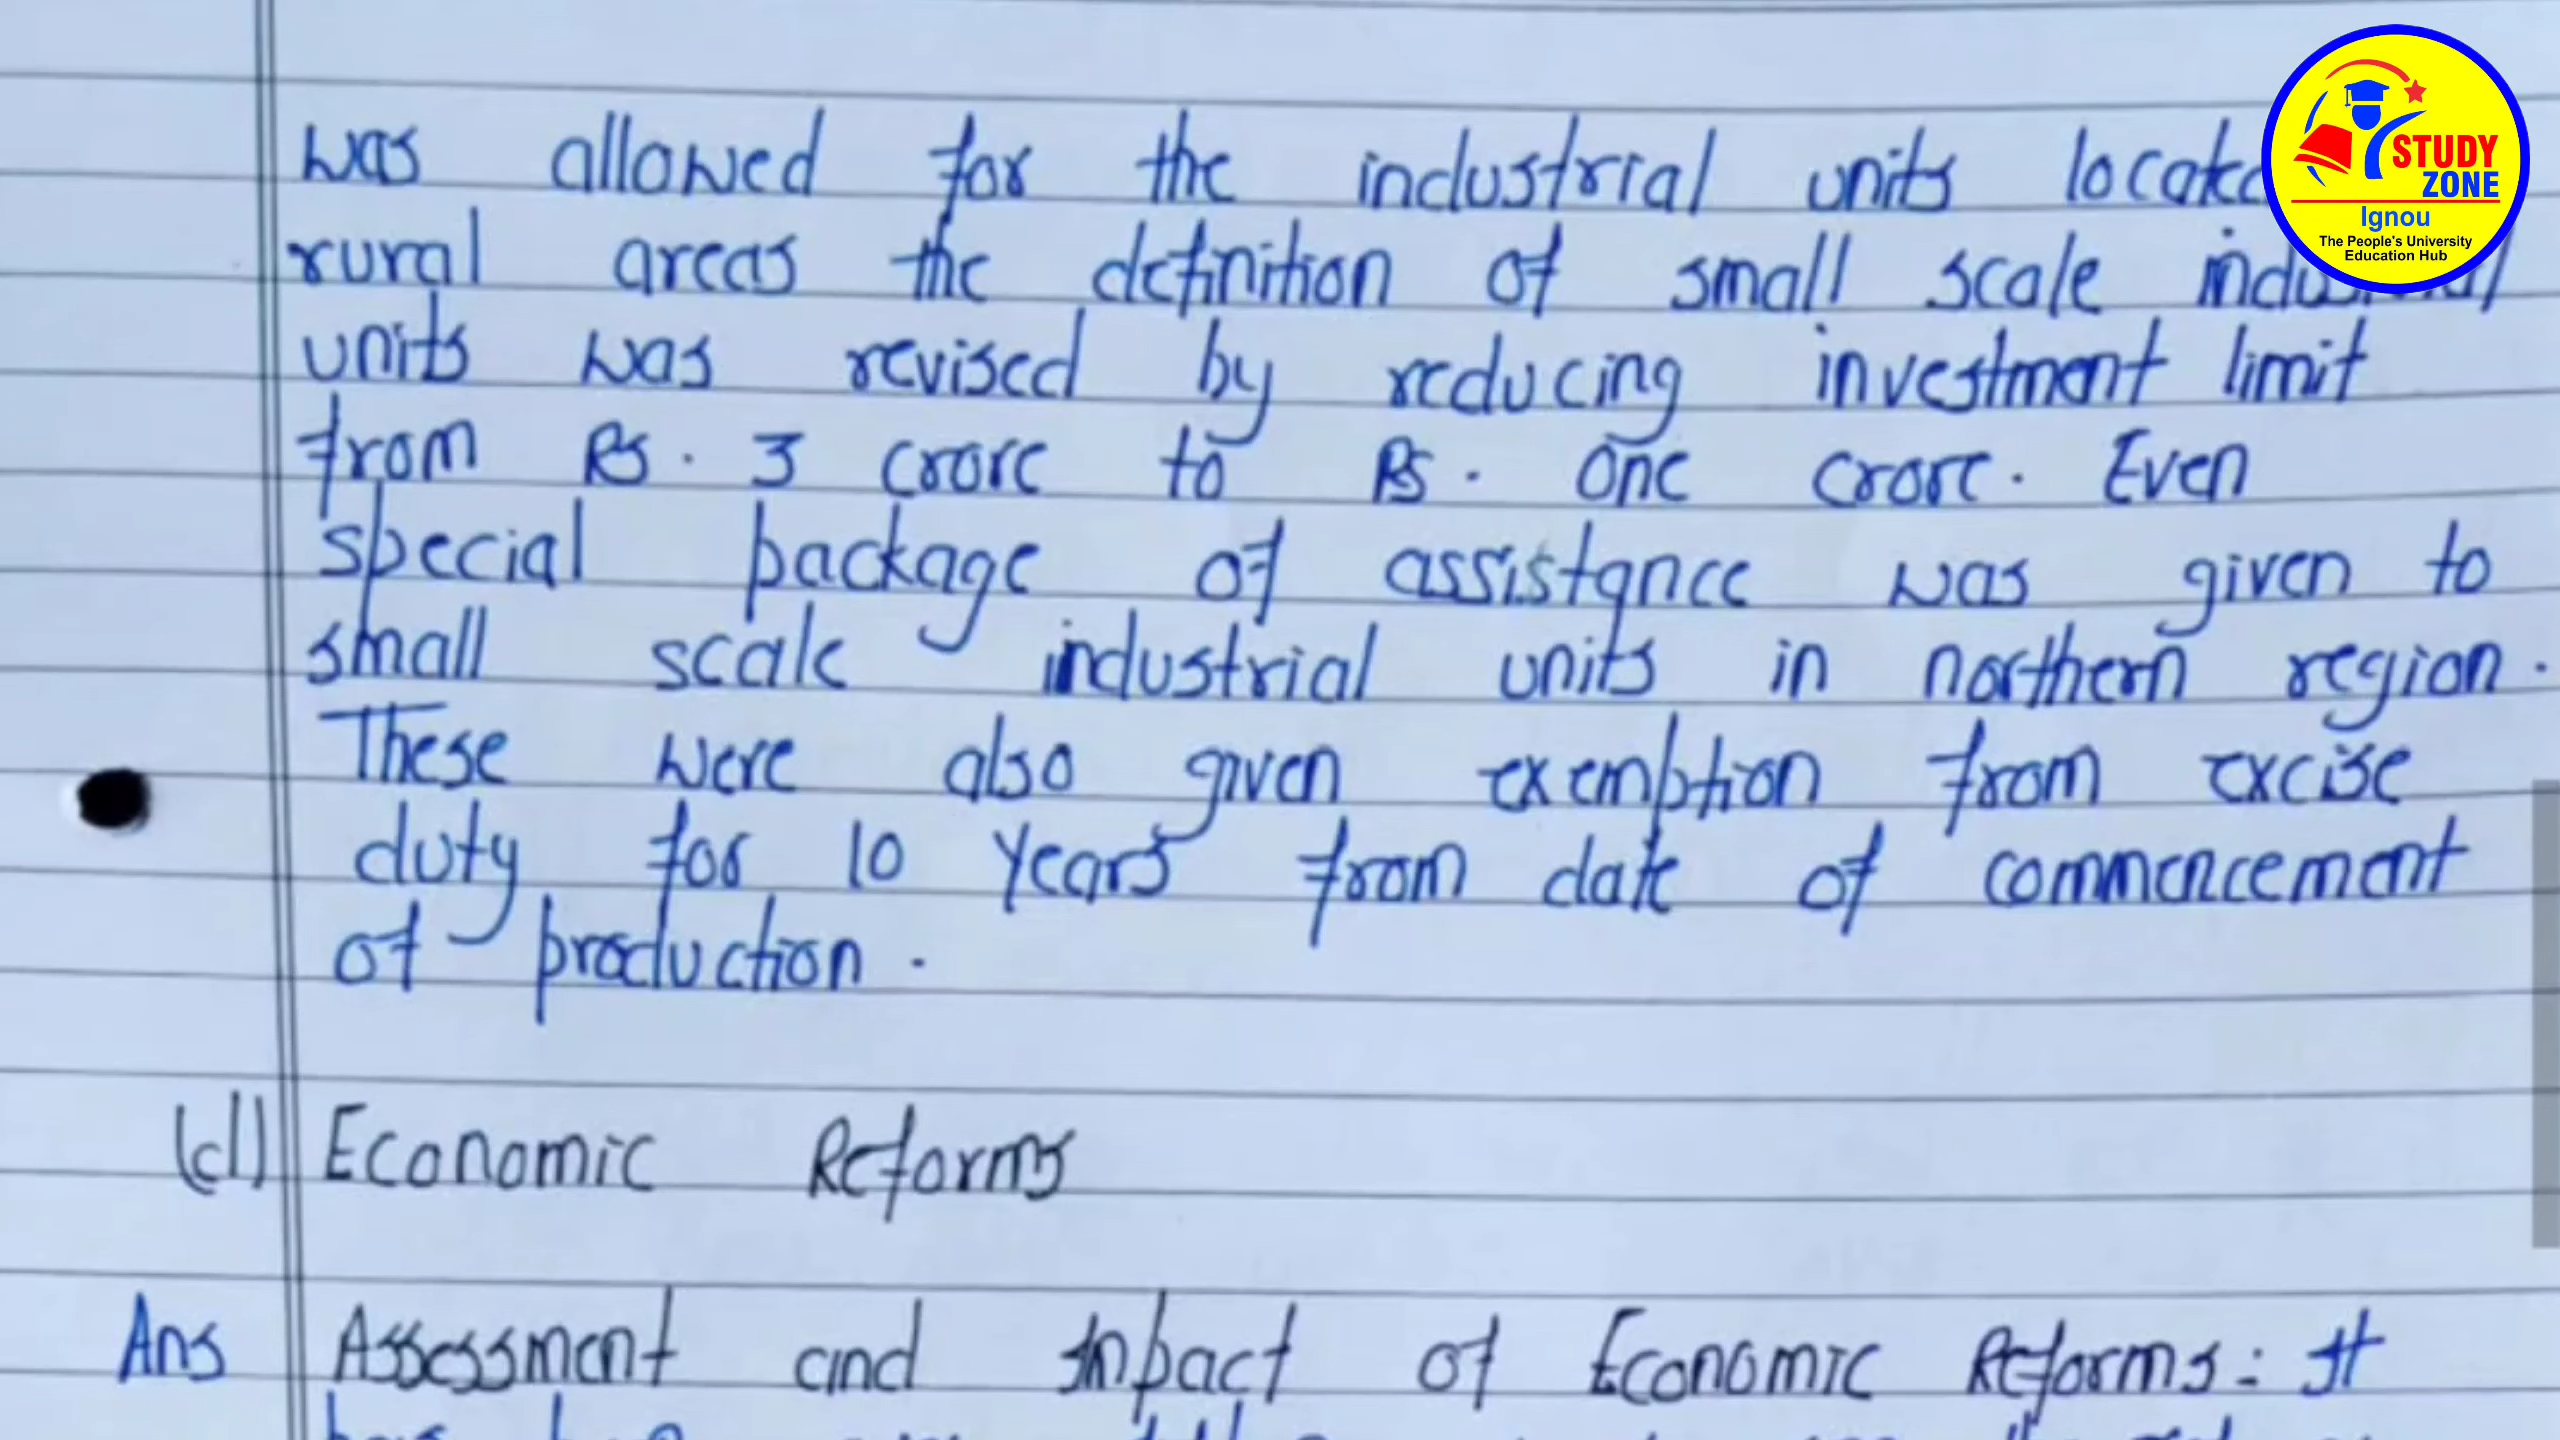 was allowed for the industrial units
rural areas the definition of small scale industrial
units was revised by reducing investment limit
from Rs. 3 crore to Rs. One crore. Even
special package of assistance was given to
small scale industrial units in northern region.
These were also given exemption from excise
duty for 10 Years from date of commencement
of production.
(d) Economic Reforms
Ans Assessment and Inpact of Economic Reforms:- It
STUDY
ZONE
Ignou
The People's University
Education Hub